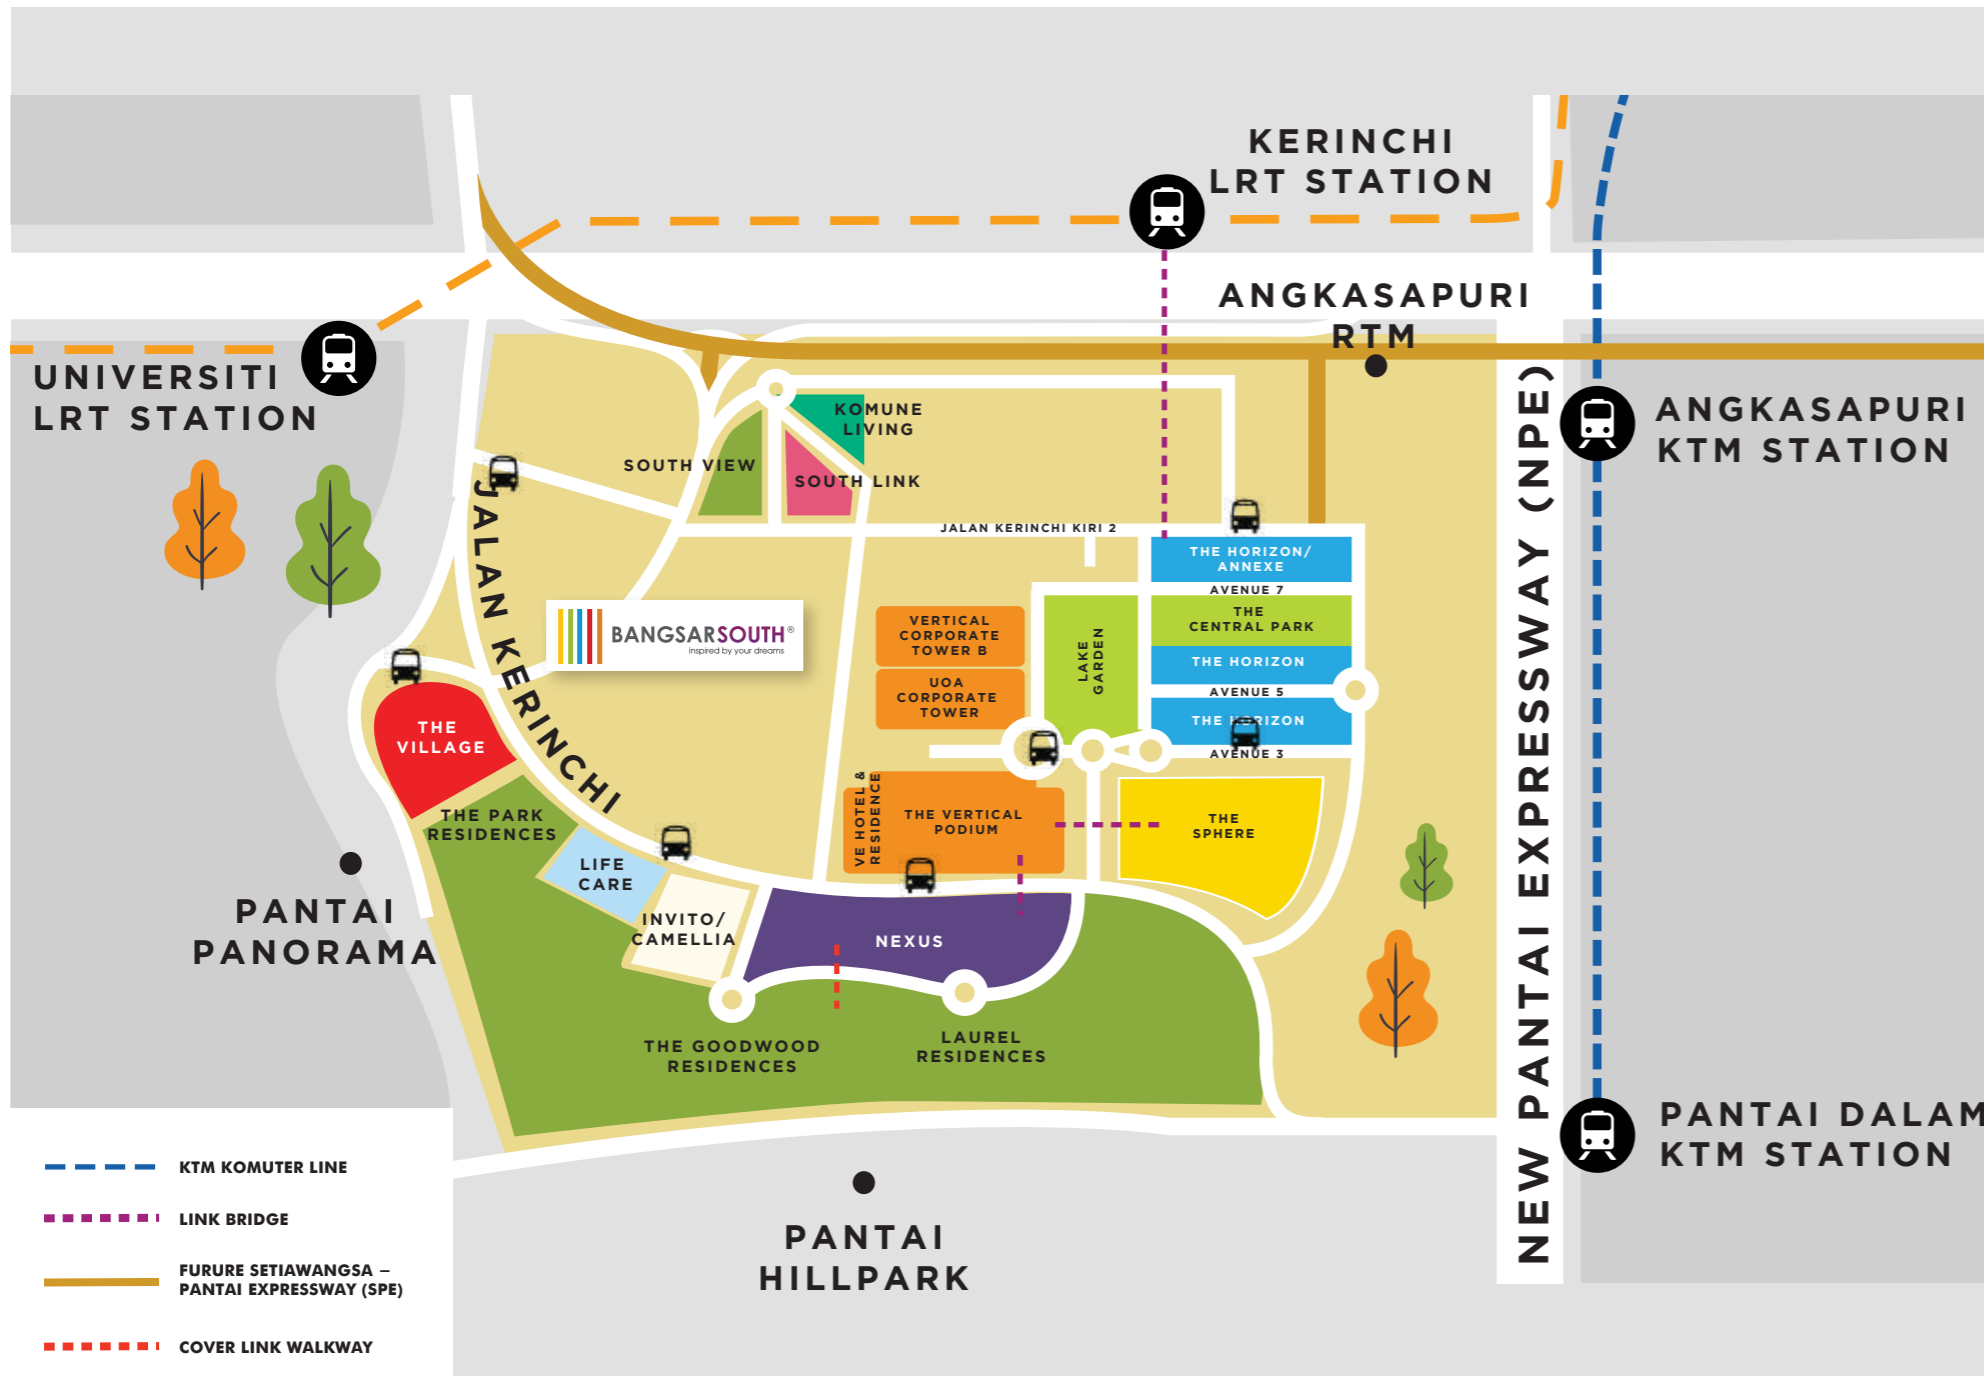 KERINCHI
LRT STATION
ANGKASAPURI
RTM
UNIVERSITI
LRT STATION
ANGKASAPURI
KTM STATION
KOMUNE
LIVING
SOUTH VIEW
SOUTH LINK
JALAN KERINCHI
JALAN KERINCHI KIRI 2
THE HORIZON/
ANNEXE
AVENUE 7
THE
CENTRAL PARK
THE HORIZON
AVENUE 5
THE HORIZON
AVENUE 3
BANGSARSOUTH®
inspired by your dreams
VERTICAL
CORPORATE
TOWER B
UOA
CORPORATE
TOWER
LAKE
GARDEN
THE
VILLAGE
THE PARK
RESIDENCES
LIFE
CARE
INVITO/
CAMELLIA
VE HOTEL &
RESIDENCE
THE VERTICAL
PODIUM
THE
SPHERE
NEXUS
THE GOODWOOD
RESIDENCES
LAUREL
RESIDENCES
PANTAI
PANORAMA
NEW PANTAI EXPRESSWAY (NPE)
PANTAI DALAM
KTM STATION
PANTAI
HILLPARK
KTM KOMUTER LINE
LINK BRIDGE
FURURE SETIAWANGSA –
PANTAI EXPRESSWAY (SPE)
COVER LINK WALKWAY